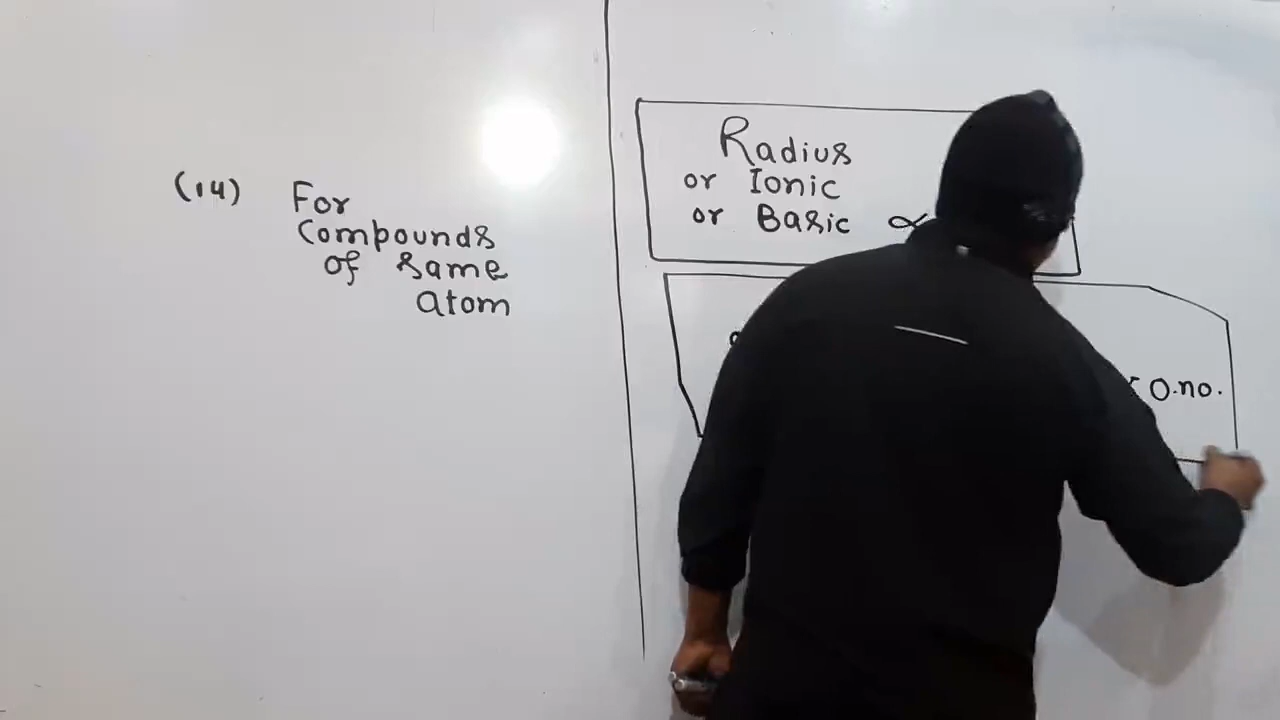 (14) For
Compounds
of same
atom
Radius
or Ionic
or Basic ∝
O.no.